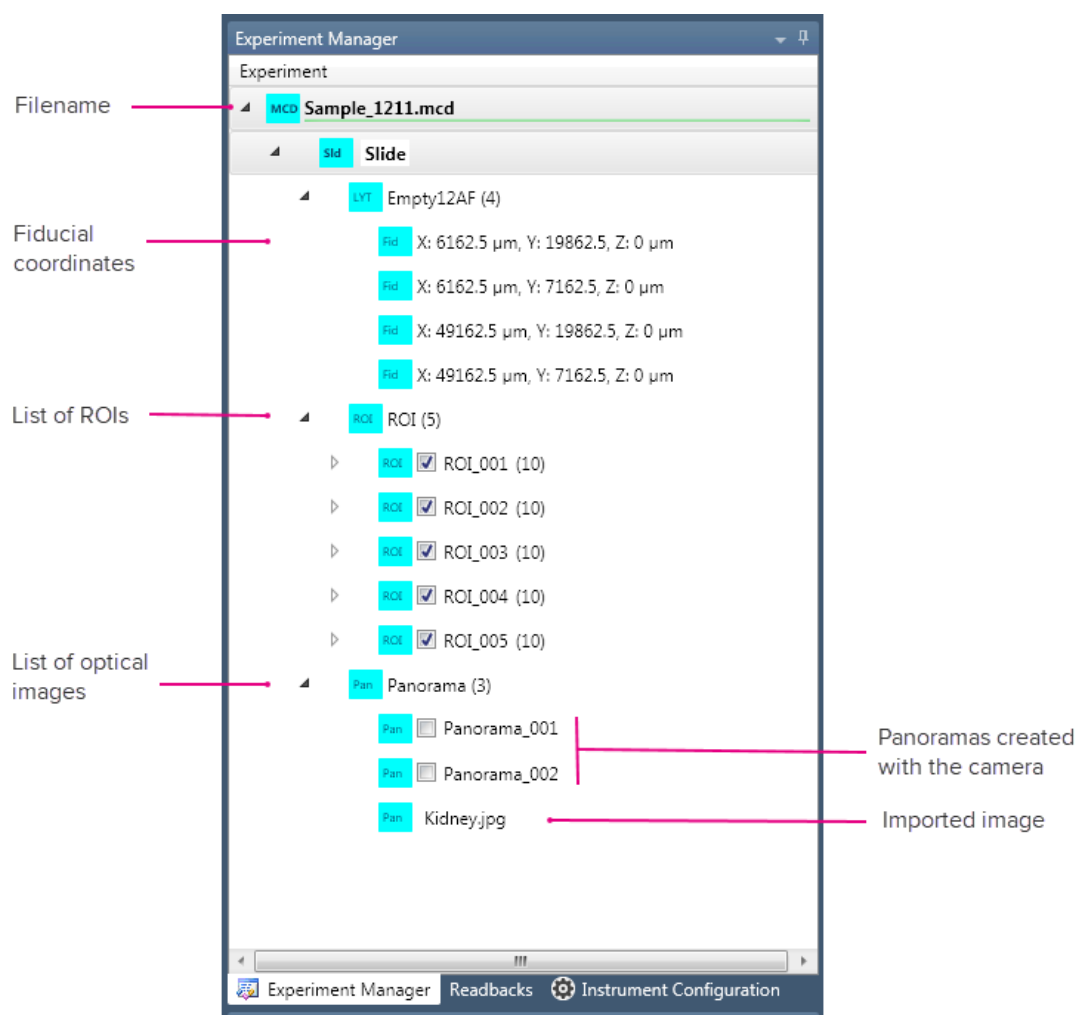 Experiment Manager
Experiment
Filename
MCD Sample_1211.mcd
Sld Slide
LYT Empty12AF (4)
Fiducial
coordinates
Fid X: 6162.5 µm, Y: 19862.5, Z: 0 µm
Fid X: 6162.5 µm, Y: 7162.5, Z: 0 µm
Fid X: 49162.5 µm, Y: 19862.5, Z: 0 µm
Fid X: 49162.5 µm, Y: 7162.5, Z: 0 µm
List of ROIs
ROI ROI (5)
ROI ROI_001 (10)
ROI ROI_002 (10)
ROI ROI_003 (10)
ROI ROI_004 (10)
ROI ROI_005 (10)
List of optical
images
Pan Panorama (3)
Pan Panorama_001
Pan Panorama_002
Panoramas created
with the camera
Pan Kidney.jpg
Imported image
Experiment Manager Readbacks Instrument Configuration